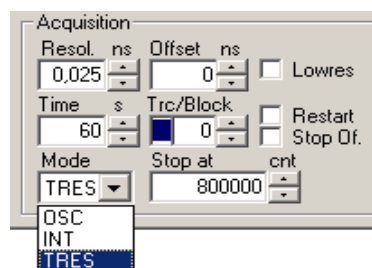 Acquisition
Resol. ns Offset ns
0,025 0 Lowres
Time s Trc/Block
60 0 Restart
Stop Of.
Mode Stop at cnt
TRES 800000
OSC
INT
TRES